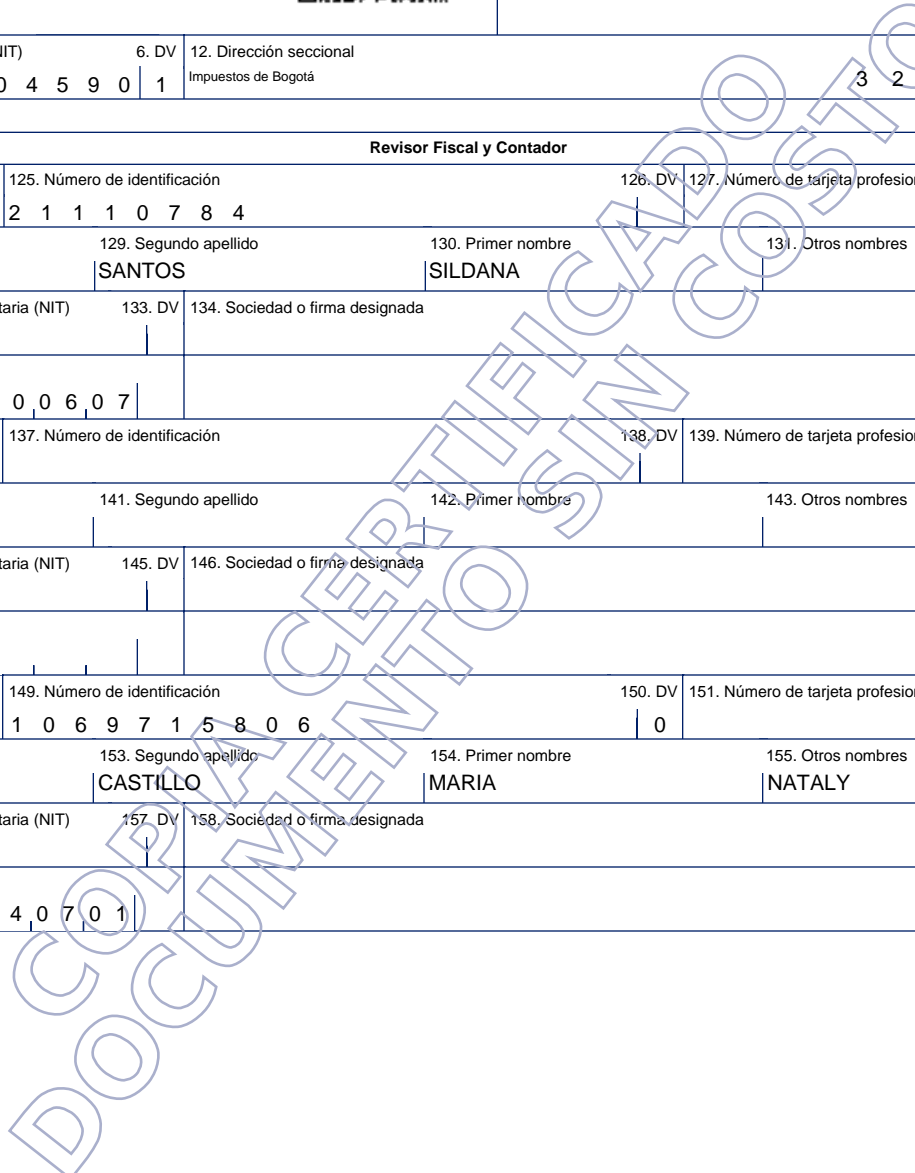 NIT) 6. DV 12. Dirección seccional
0 4 5 9 0 1 Impuestos de Bogotá 3 2
Revisor Fiscal y Contador
125. Número de identificación 126. DV 127. Número de tarjeta profesion
2 1 1 1 0 7 8 4
129. Segundo apellido 130. Primer nombre 131. Otros nombres
SANTOS SILDANA
taria (NIT) 133. DV 134. Sociedad o firma designada
0 0 6 0 7
137. Número de identificación 138. DV 139. Número de tarjeta profesion
141. Segundo apellido 142. Primer nombre 143. Otros nombres
taria (NIT) 145. DV 146. Sociedad o firma designada
149. Número de identificación 150. DV 151. Número de tarjeta profesion
1 0 6 9 7 1 5 8 0 6 0
153. Segundo apellido 154. Primer nombre 155. Otros nombres
CASTILLO MARIA NATALY
taria (NIT) 157. DV 158. Sociedad o firma designada
4 0 7 0 1
COPIA CERTIFICADO
DOCUMENTO SIN COSTO